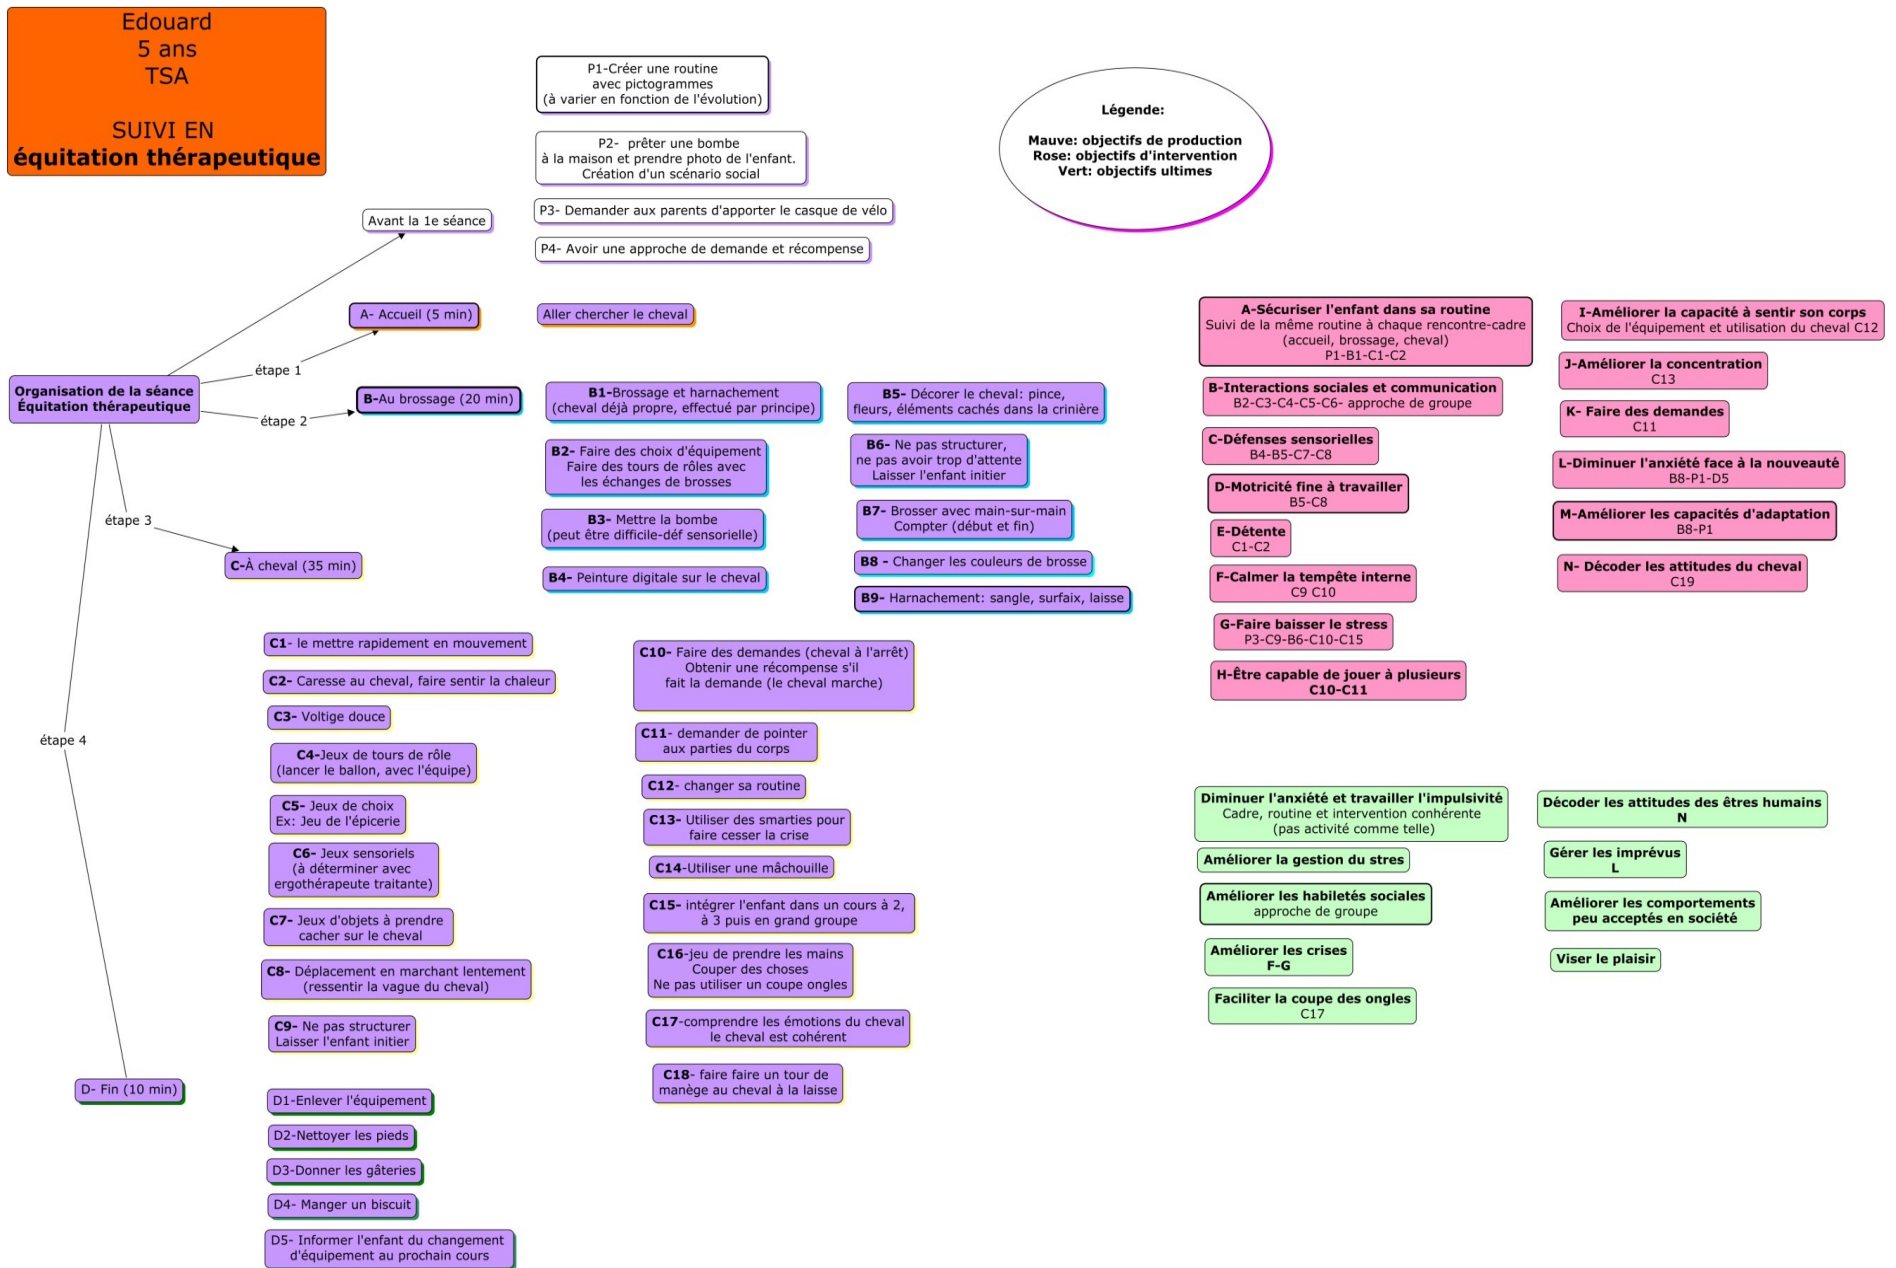 Edouard
5 ans
TSA
SUIVI EN
équitation thérapeutique
P1-Créer une routine
avec pictogrammes
(à varier en fonction de l'évolution)
P2-  prêter une bombe
à la maison et prendre photo de l'enfant.
Création d'un scénario social
P3- Demander aux parents d'apporter le casque de vélo
P4- Avoir une approche de demande et récompense
Légende:
Mauve: objectifs de production
Rose: objectifs d'intervention
Vert: objectifs ultimes
Avant la 1e séance
A- Accueil (5 min)
Aller chercher le cheval
étape 1
Organisation de la séance
Équitation thérapeutique
étape 2
B-Au brossage (20 min)
étape 3
C-À cheval (35 min)
étape 4
D- Fin (10 min)
B1-Brossage et harnachement
(cheval déjà propre, effectué par principe)
B2- Faire des choix d'équipement
Faire des tours de rôles avec
les échanges de brosses
B3- Mettre la bombe
(peut être difficile-déf sensorielle)
B4- Peinture digitale sur le cheval
B5- Décorer le cheval: pince,
fleurs, éléments cachés dans la crinière
B6- Ne pas structurer,
ne pas avoir trop d'attente
Laisser l'enfant initier
B7- Brosser avec main-sur-main
Compter (début et fin)
B8 - Changer les couleurs de brosse
B9- Harnachement: sangle, surfaix, laisse
C1- le mettre rapidement en mouvement
C2- Caresse au cheval, faire sentir la chaleur
C3- Voltige douce
C4-Jeux de tours de rôle
(lancer le ballon, avec l'équipe)
C5- Jeux de choix
Ex: Jeu de l'épicerie
C6- Jeux sensoriels
(à déterminer avec
ergothérapeute traitante)
C7- Jeux d'objets à prendre
cacher sur le cheval
C8- Déplacement en marchant lentement
(ressentir la vague du cheval)
C9- Ne pas structurer
Laisser l'enfant initier
C10- Faire des demandes (cheval à l'arrêt)
Obtenir une récompense s'il
fait la demande (le cheval marche)
C11- demander de pointer
aux parties du corps
C12- changer sa routine
C13- Utiliser des smarties pour
faire cesser la crise
C14-Utiliser une mâchouille
C15- intégrer l'enfant dans un cours à 2,
à 3 puis en grand groupe
C16-jeu de prendre les mains
Couper des choses
Ne pas utiliser un coupe ongles
C17-comprendre les émotions du cheval
le cheval est cohérent
C18- faire faire un tour de
manège au cheval à la laisse
D1-Enlever l'équipement
D2-Nettoyer les pieds
D3-Donner les gâteries
D4- Manger un biscuit
D5- Informer l'enfant du changement
d'équipement au prochain cours
A-Sécuriser l'enfant dans sa routine
Suivi de la même routine à chaque rencontre-cadre
(accueil, brossage, cheval)
P1-B1-C1-C2
B-Interactions sociales et communication
B2-C3-C4-C5-C6- approche de groupe
C-Défenses sensorielles
B4-B5-C7-C8
D-Motricité fine à travailler
B5-C8
E-Détente
C1-C2
F-Calmer la tempête interne
C9 C10
G-Faire baisser le stress
P3-C9-B6-C10-C15
H-Être capable de jouer à plusieurs
C10-C11
I-Améliorer la capacité à sentir son corps
Choix de l'équipement et utilisation du cheval C12
J-Améliorer la concentration
C13
K- Faire des demandes
C11
L-Diminuer l'anxiété face à la nouveauté
B8-P1-D5
M-Améliorer les capacités d'adaptation
B8-P1
N- Décoder les attitudes du cheval
C19
Diminuer l'anxiété et travailler l'impulsivité
Cadre, routine et intervention conhérente
(pas activité comme telle)
Améliorer la gestion du stres
Améliorer les habiletés sociales
approche de groupe
Améliorer les crises
F-G
Faciliter la coupe des ongles
C17
Décoder les attitudes des êtres humains
N
Gérer les imprévus
L
Améliorer les comportements
peu acceptés en société
Viser le plaisir